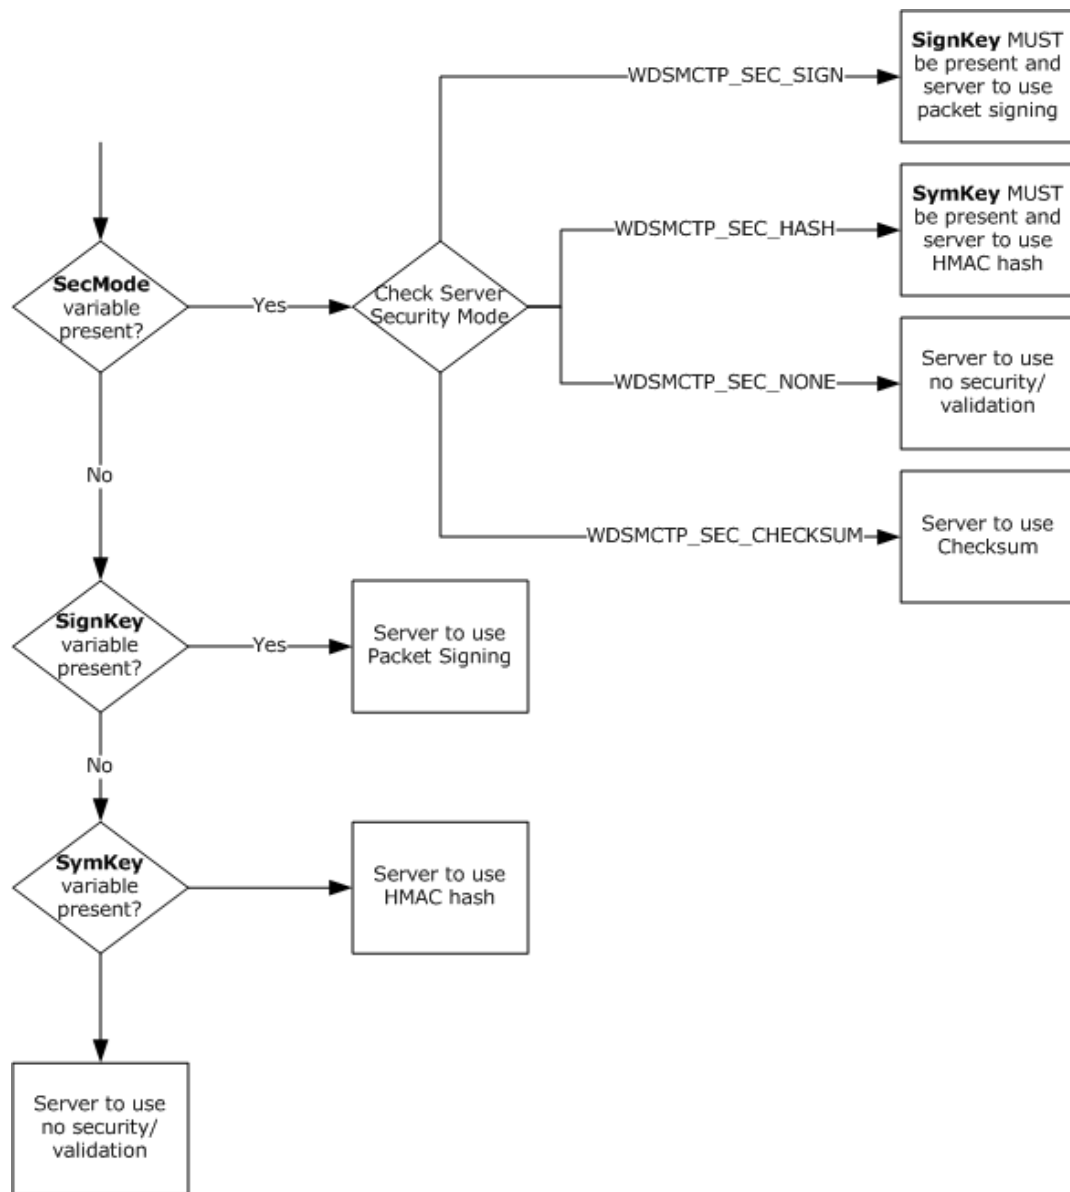 WDSMCTP_SEC_SIGN
SignKey MUST
be present and
server to use
packet signing
SecMode
variable
present?
Yes
Check Server
Security Mode
WDSMCTP_SEC_HASH
SymKey MUST
be present and
server to use
HMAC hash
WDSMCTP_SEC_NONE
Server to use
no security/
validation
WDSMCTP_SEC_CHECKSUM
Server to use
Checksum
No
SignKey
variable
present?
Yes
Server to use
Packet Signing
No
SymKey
variable
present?
Server to use
HMAC hash
Server to use
no security/
validation